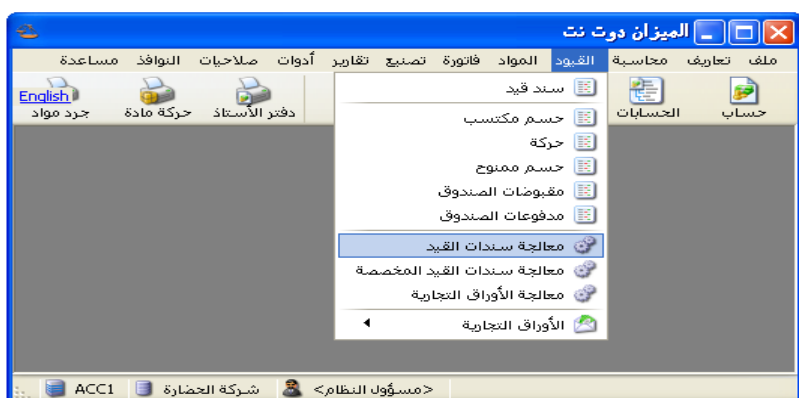 الميزان دوت نت
ملف تعاريف محاسبة القيود المواد فاتورة تصنيع تقارير أدوات صلاحيات النوافذ مساعدة
حساب الحسابات دفتر الأستاذ حركة مادة جرد مواد English
سند قيد
حسم مكتسب
حركة
حسم ممنوح
مقبوضات الصندوق
مدفوعات الصندوق
معالجة سندات القيد
معالجة سندات القيد المخصصة
معالجة الأوراق التجارية
الأوراق التجارية
<مسؤول النظام> شركة الحضارة ACC1